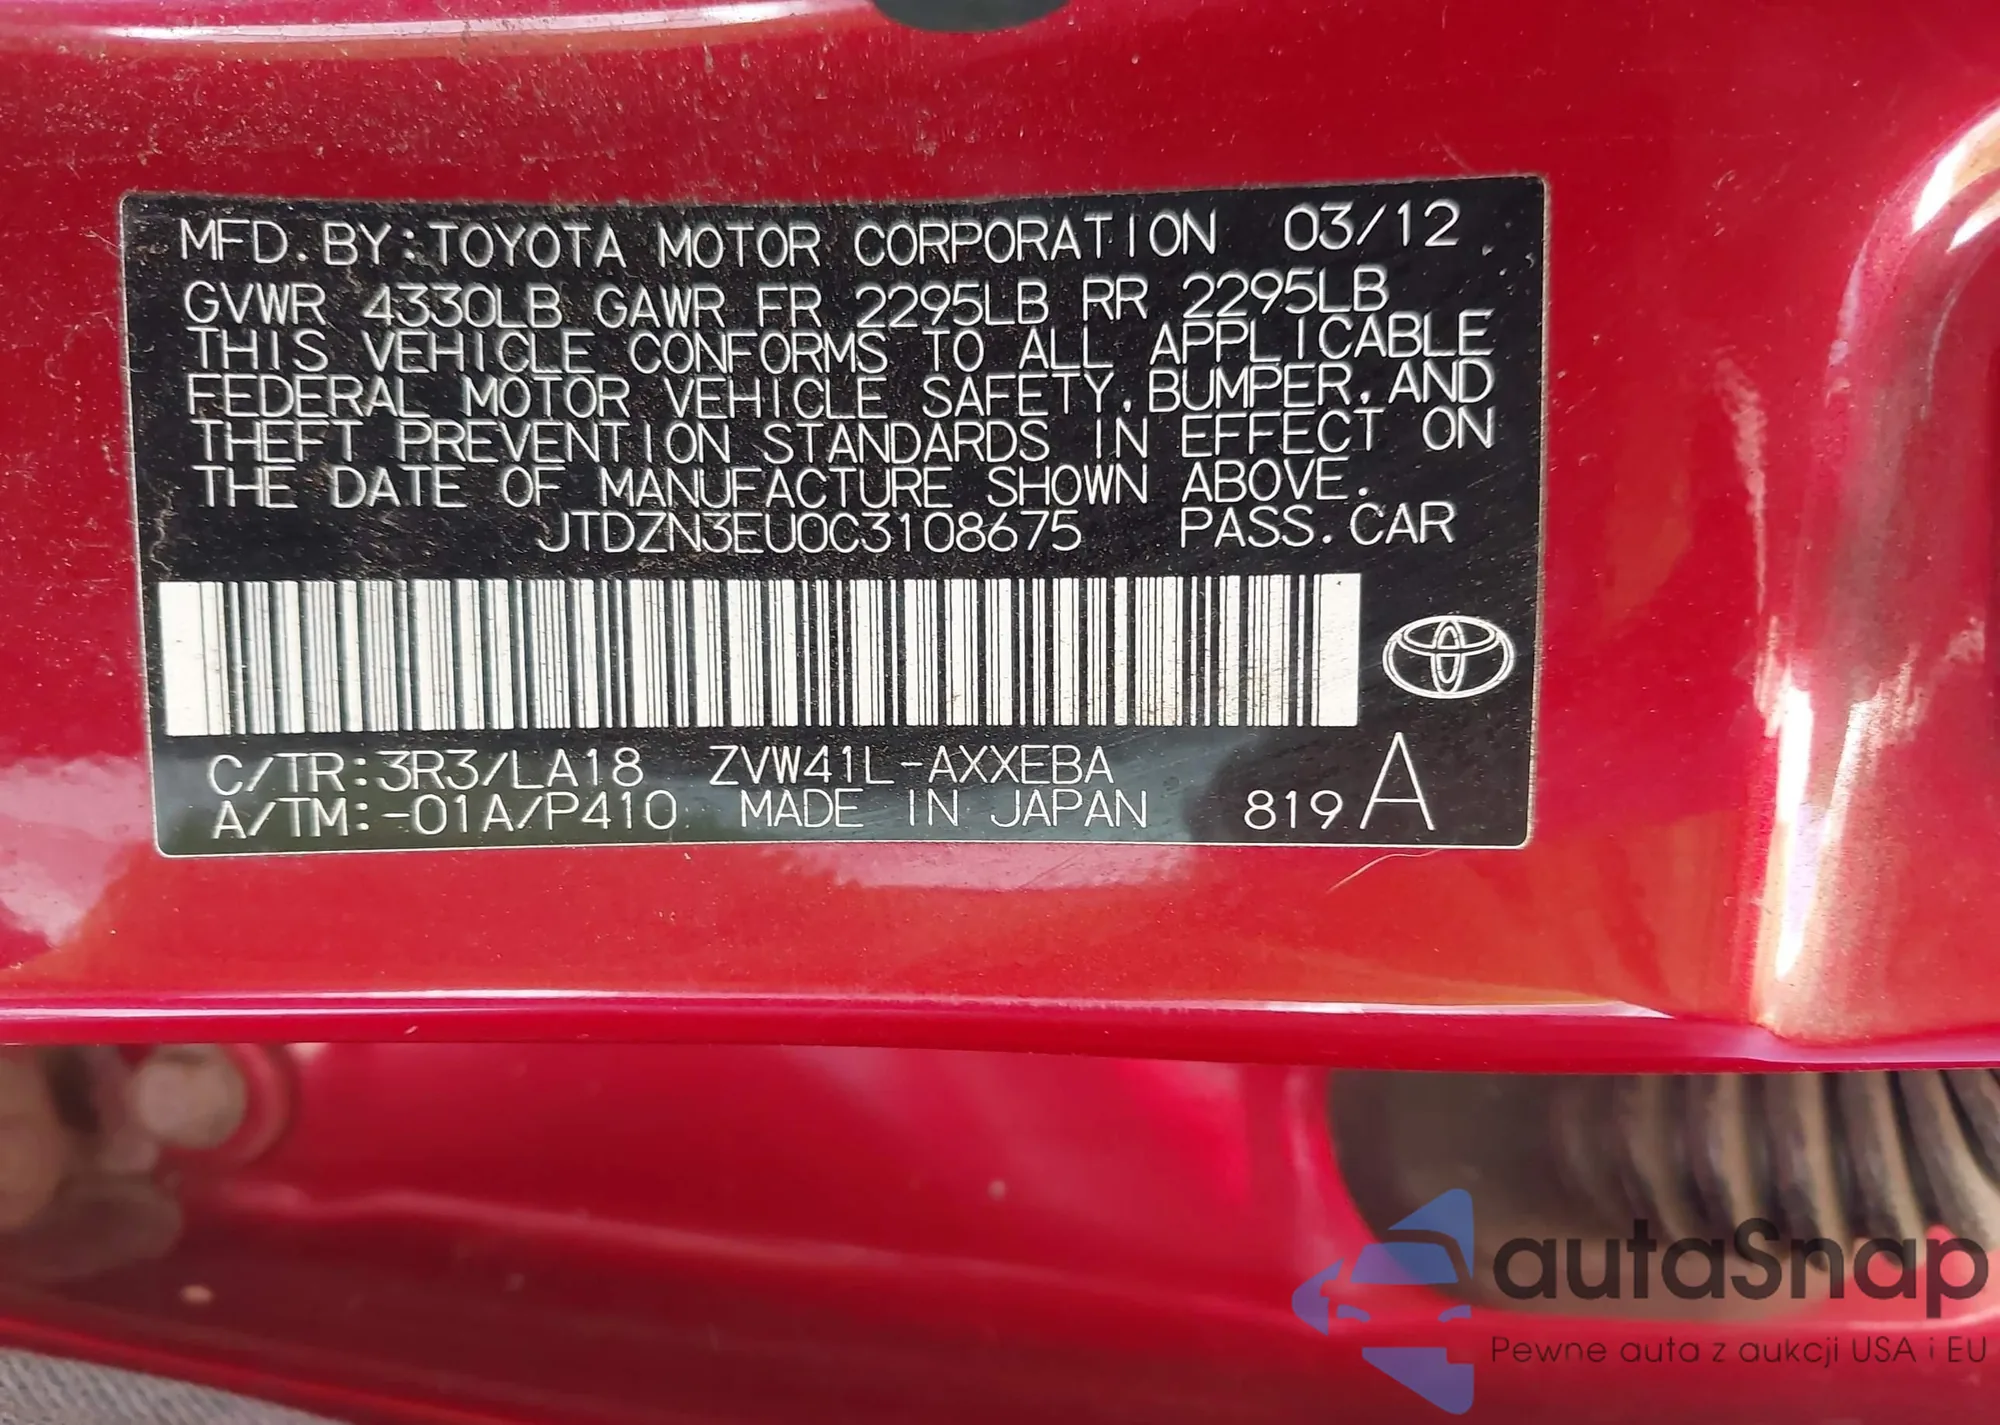 MFD. BY: TOYOTA MOTOR CORPORATION 03/12
GVWR 4330LB GAWR FR 2295LB RR 2295LB
THIS VEHICLE CONFORMS TO ALL APPLICABLE
FEDERAL MOTOR VEHICLE SAFETY, BUMPER, AND
THEFT PREVENTION STANDARDS IN EFFECT ON
THE DATE OF MANUFACTURE SHOWN ABOVE.
JTDZN3EU0C3108675 PASS. CAR
C/TR: 3R3/LA18 ZVW41L-AXXEBA
A/TM: -01A/P410 MADE IN JAPAN 819 A
autaSnap
Pewne auta z aukcji USA i EU